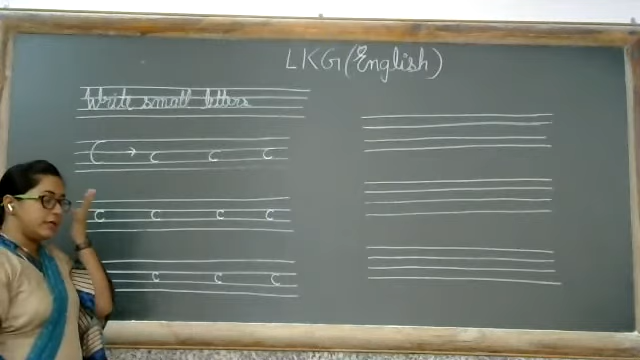 LKG (English)
Write small letters
C → c c c
c c c c
c c c